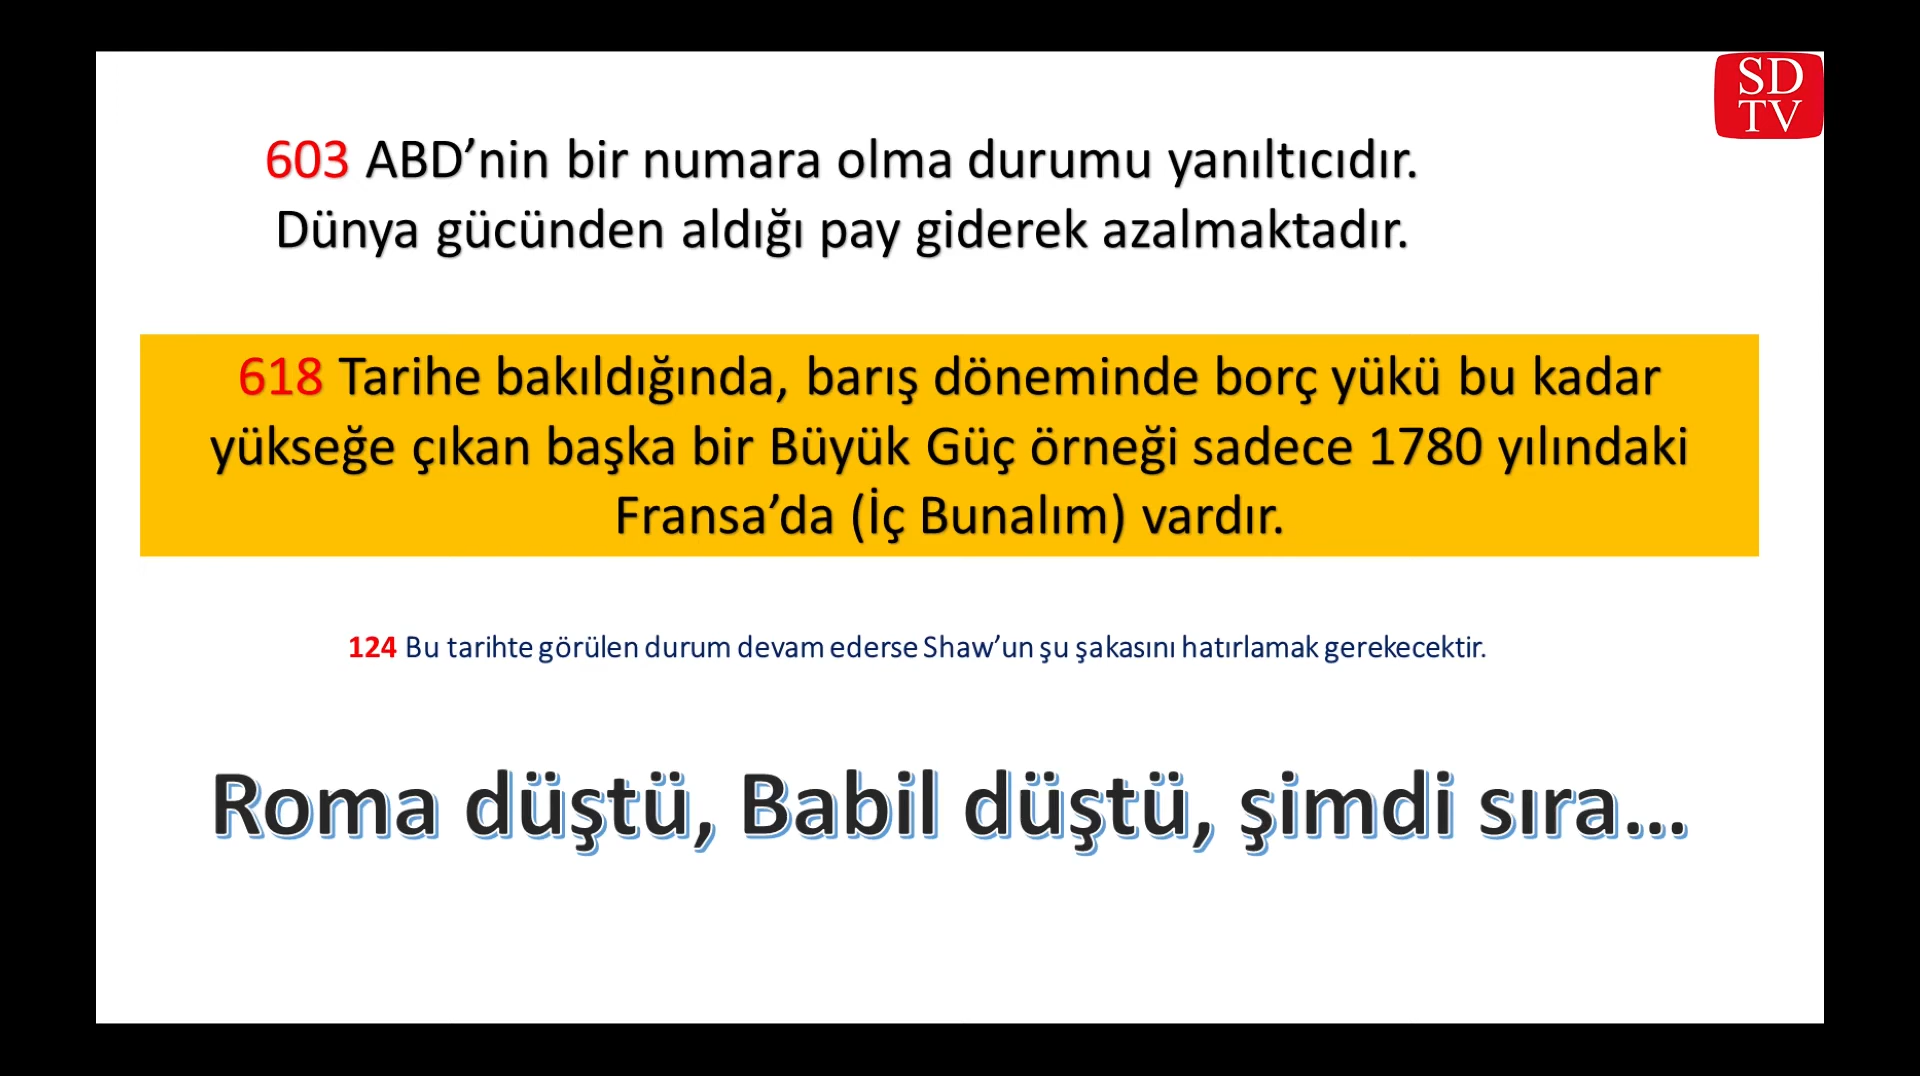 SD
TV
603 ABD’nin bir numara olma durumu yanıltıcıdır.
Dünya gücünden aldığı pay giderek azalmaktadır.
618 Tarihe bakıldığında, barış döneminde borç yükü bu kadar
yükseğe çıkan başka bir Büyük Güç örneği sadece 1780 yılındaki
Fransa’da (İç Bunalım) vardır.
124 Bu tarihte görülen durum devam ederse Shaw’un şu şakasını hatırlamak gerekecektir.
Roma düştü, Babil düştü, şimdi sıra...